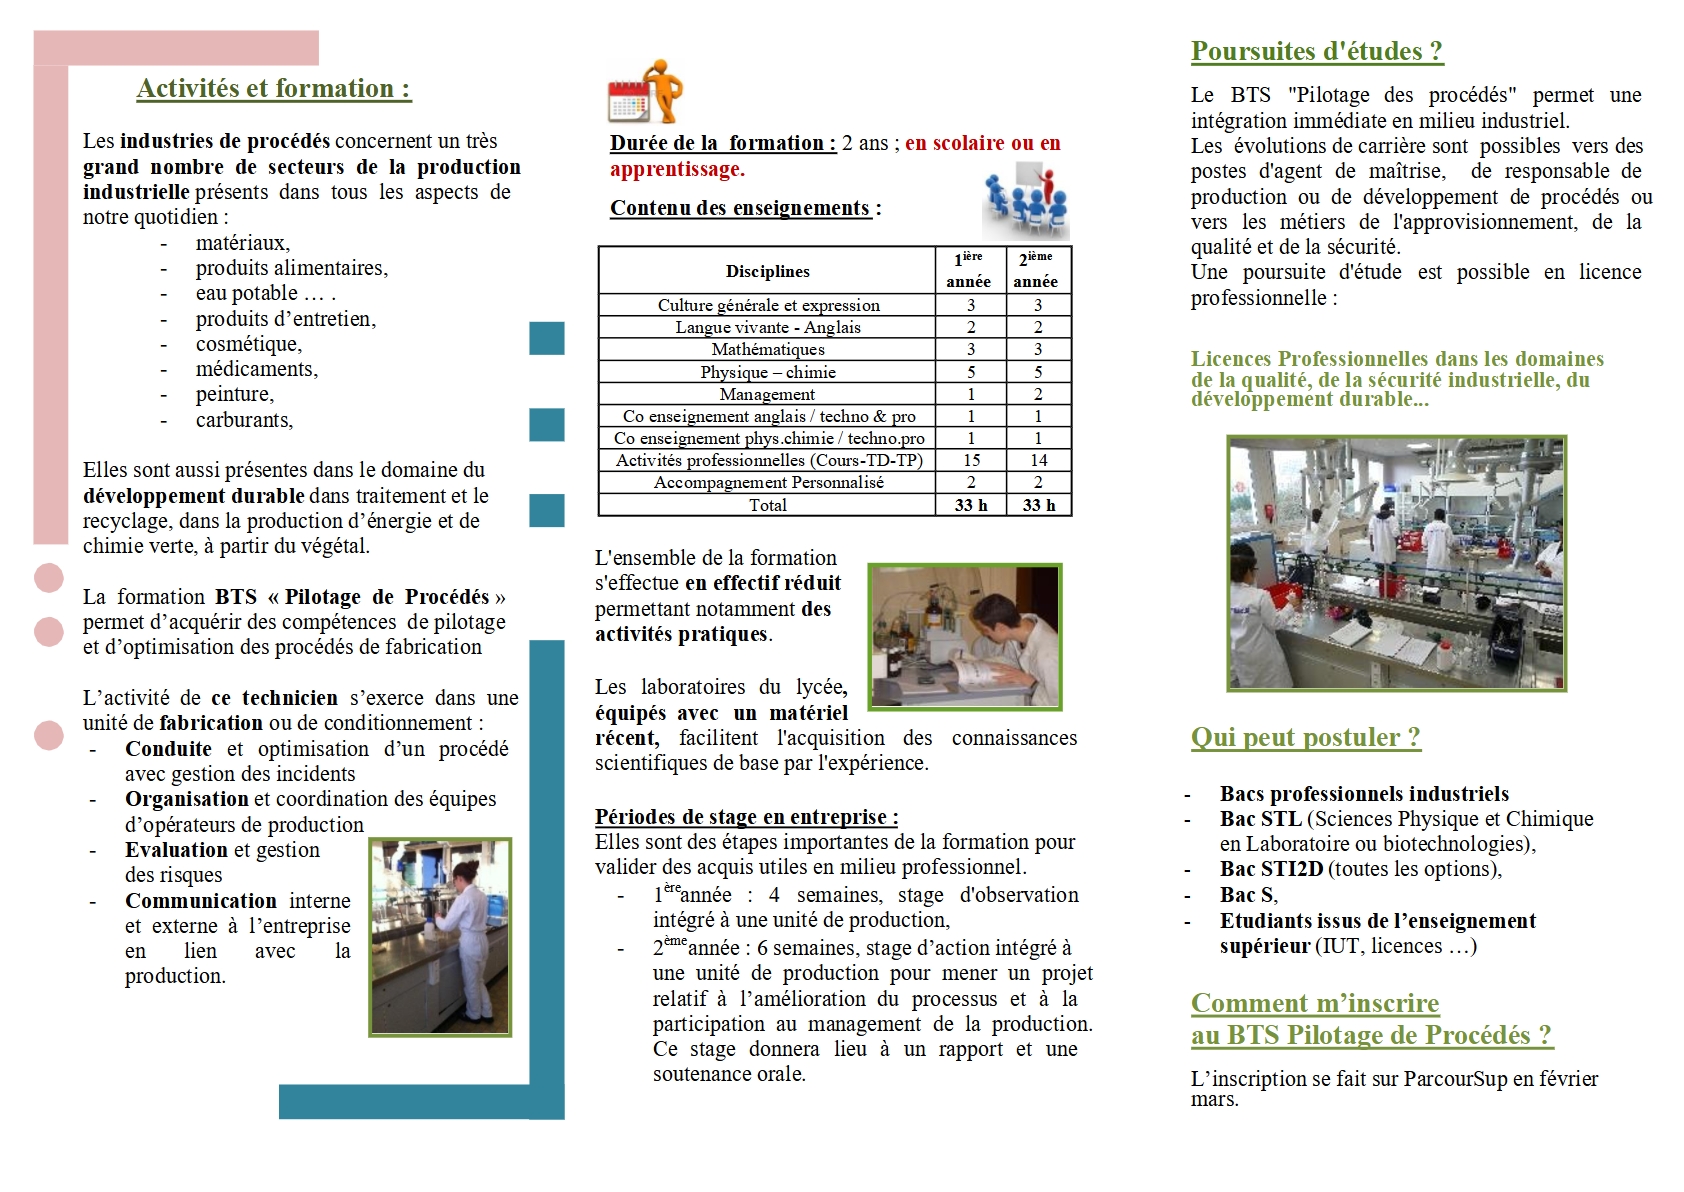 Activités et formation :
Les industries de procédés concernent un très
grand nombre de secteurs de la production
industrielle présents dans tous les aspects de
notre quotidien :
- matériaux,
- produits alimentaires,
- eau potable … .
- produits d’entretien,
- cosmétique,
- médicaments,
- peinture,
- carburants,
Elles sont aussi présentes dans le domaine du
développement durable dans traitement et le
recyclage, dans la production d’énergie et de
chimie verte, à partir du végétal.
La formation BTS « Pilotage de Procédés »
permet d’acquérir des compétences de pilotage
et d’optimisation des procédés de fabrication
L’activité de ce technicien s’exerce dans une
unité de fabrication ou de conditionnement :
- Conduite et optimisation d’un procédé
avec gestion des incidents
- Organisation et coordination des équipes
d’opérateurs de production
- Evaluation et gestion
des risques
- Communication interne
et externe à l’entreprise
en lien avec la
production.
Durée de la formation : 2 ans ; en scolaire ou en
apprentissage.
Contenu des enseignements :
Disciplines 1ière année 2ième année
Culture générale et expression 3 3
Langue vivante - Anglais 2 2
Mathématiques 3 3
Physique – chimie 5 5
Management 1 2
Co enseignement anglais / techno & pro 1 1
Co enseignement phys.chimie / techno.pro 1 1
Activités professionnelles (Cours-TD-TP) 15 14
Accompagnement Personnalisé 2 2
Total 33 h 33 h
L'ensemble de la formation
s'effectue en effectif réduit
permettant notamment des
activités pratiques.
Les laboratoires du lycée,
équipés avec un matériel
récent, facilitent l'acquisition des connaissances
scientifiques de base par l'expérience.
Périodes de stage en entreprise :
Elles sont des étapes importantes de la formation pour
valider des acquis utiles en milieu professionnel.
- 1ère année : 4 semaines, stage d'observation
intégré à une unité de production,
- 2ème année : 6 semaines, stage d’action intégré à
une unité de production pour mener un projet
relatif à l’amélioration du processus et à la
participation au management de la production.
Ce stage donnera lieu à un rapport et une
soutenance orale.
Poursuites d'études ?
Le BTS "Pilotage des procédés" permet une
intégration immédiate en milieu industriel.
Les évolutions de carrière sont possibles vers des
postes d'agent de maîtrise, de responsable de
production ou de développement de procédés ou
vers les métiers de l'approvisionnement, de la
qualité et de la sécurité.
Une poursuite d'étude est possible en licence
professionnelle :
Licences Professionnelles dans les domaines
de la qualité, de la sécurité industrielle, du
développement durable...
Qui peut postuler ?
- Bacs professionnels industriels
- Bac STL (Sciences Physique et Chimique
en Laboratoire ou biotechnologies),
- Bac STI2D (toutes les options),
- Bac S,
- Etudiants issus de l’enseignement
supérieur (IUT, licences …)
Comment m’inscrire
au BTS Pilotage de Procédés ?
L’inscription se fait sur ParcourSup en février
mars.